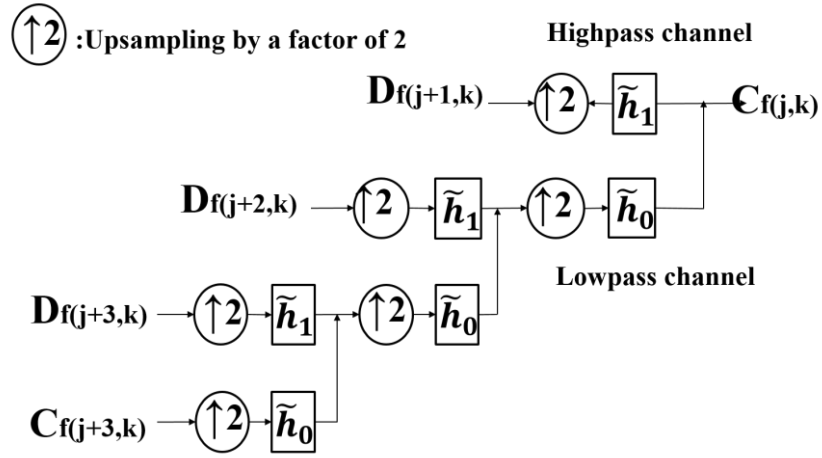 ↑2 :Upsampling by a factor of 2
Highpass channel
Df(j+1,k) ↑2 h̃1 Cf(j,k)
Df(j+2,k) ↑2 h̃1 ↑2 h̃0
Lowpass channel
Df(j+3,k) ↑2 h̃1 ↑2 h̃0
Cf(j+3,k) ↑2 h̃0